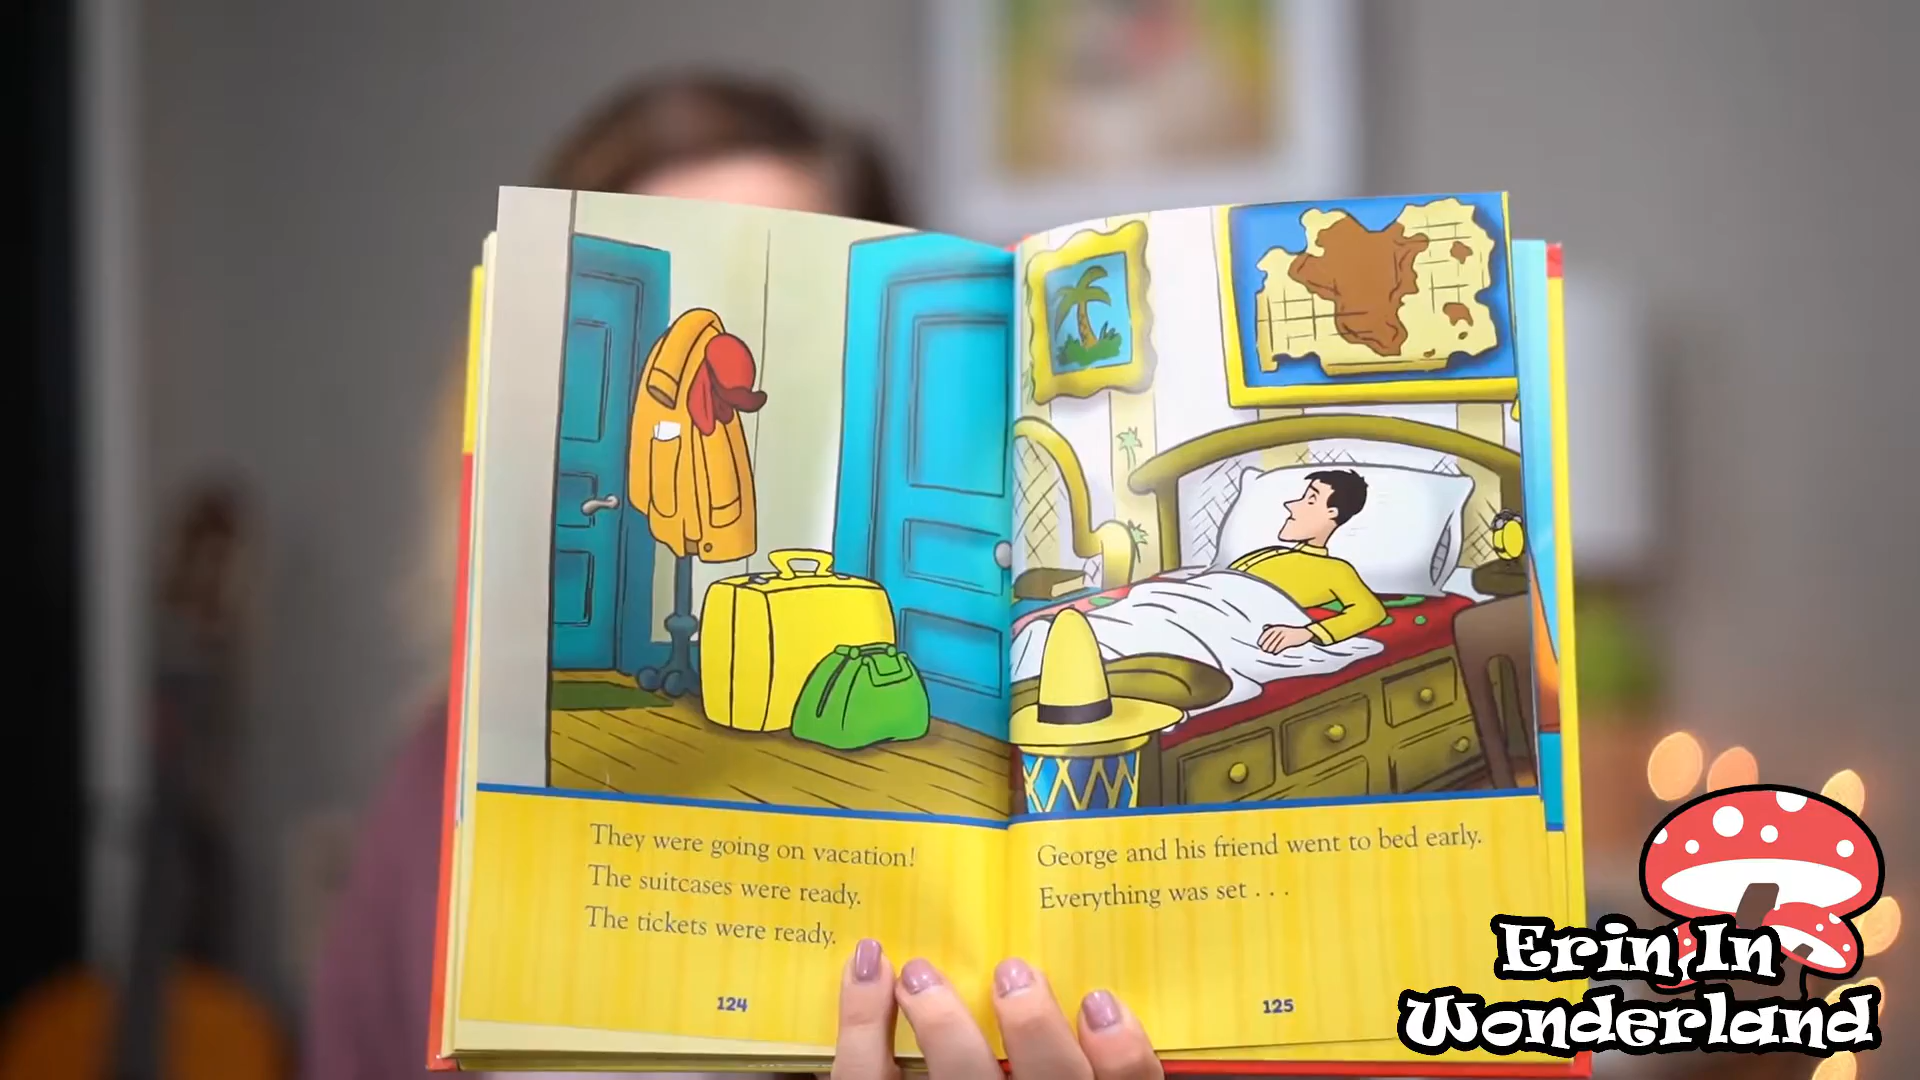 They were going on vacation!
The suitcases were ready.
The tickets were ready.
124
George and his friend went to bed early.
Everything was set . . .
125
Erin In
Wonderland